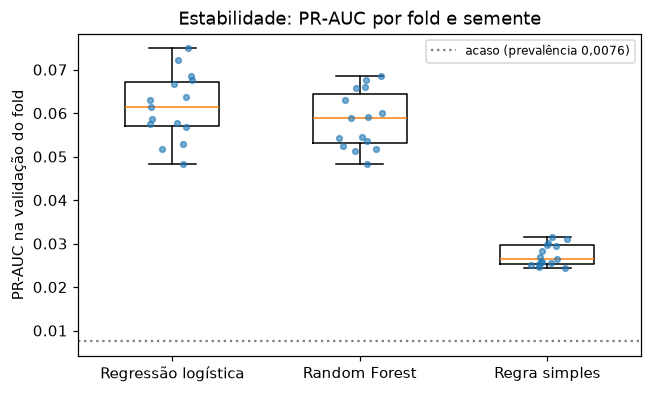 Estabilidade: PR-AUC por fold e semente
acaso (prevalência 0,0076)
PR-AUC na validação do fold
0.07
0.06
0.05
0.04
0.03
0.02
0.01
Regressão logística
Random Forest
Regra simples